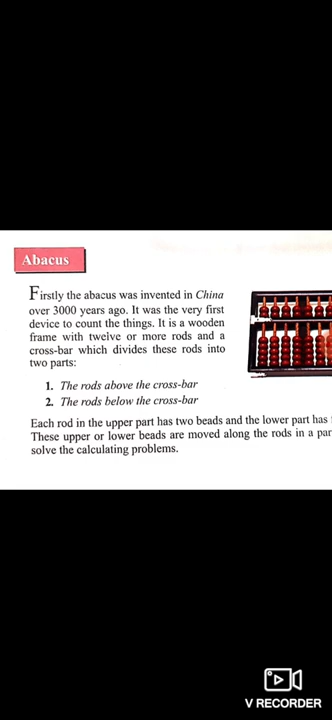 Abacus
Firstly the abacus was invented in China
over 3000 years ago. It was the very first
device to count the things. It is a wooden
frame with twelve or more rods and a
cross-bar which divides these rods into
two parts:
1. The rods above the cross-bar
2. The rods below the cross-bar
Each rod in the upper part has two beads and the lower part has
These upper or lower beads are moved along the rods in a par
solve the calculating problems.
V RECORDER